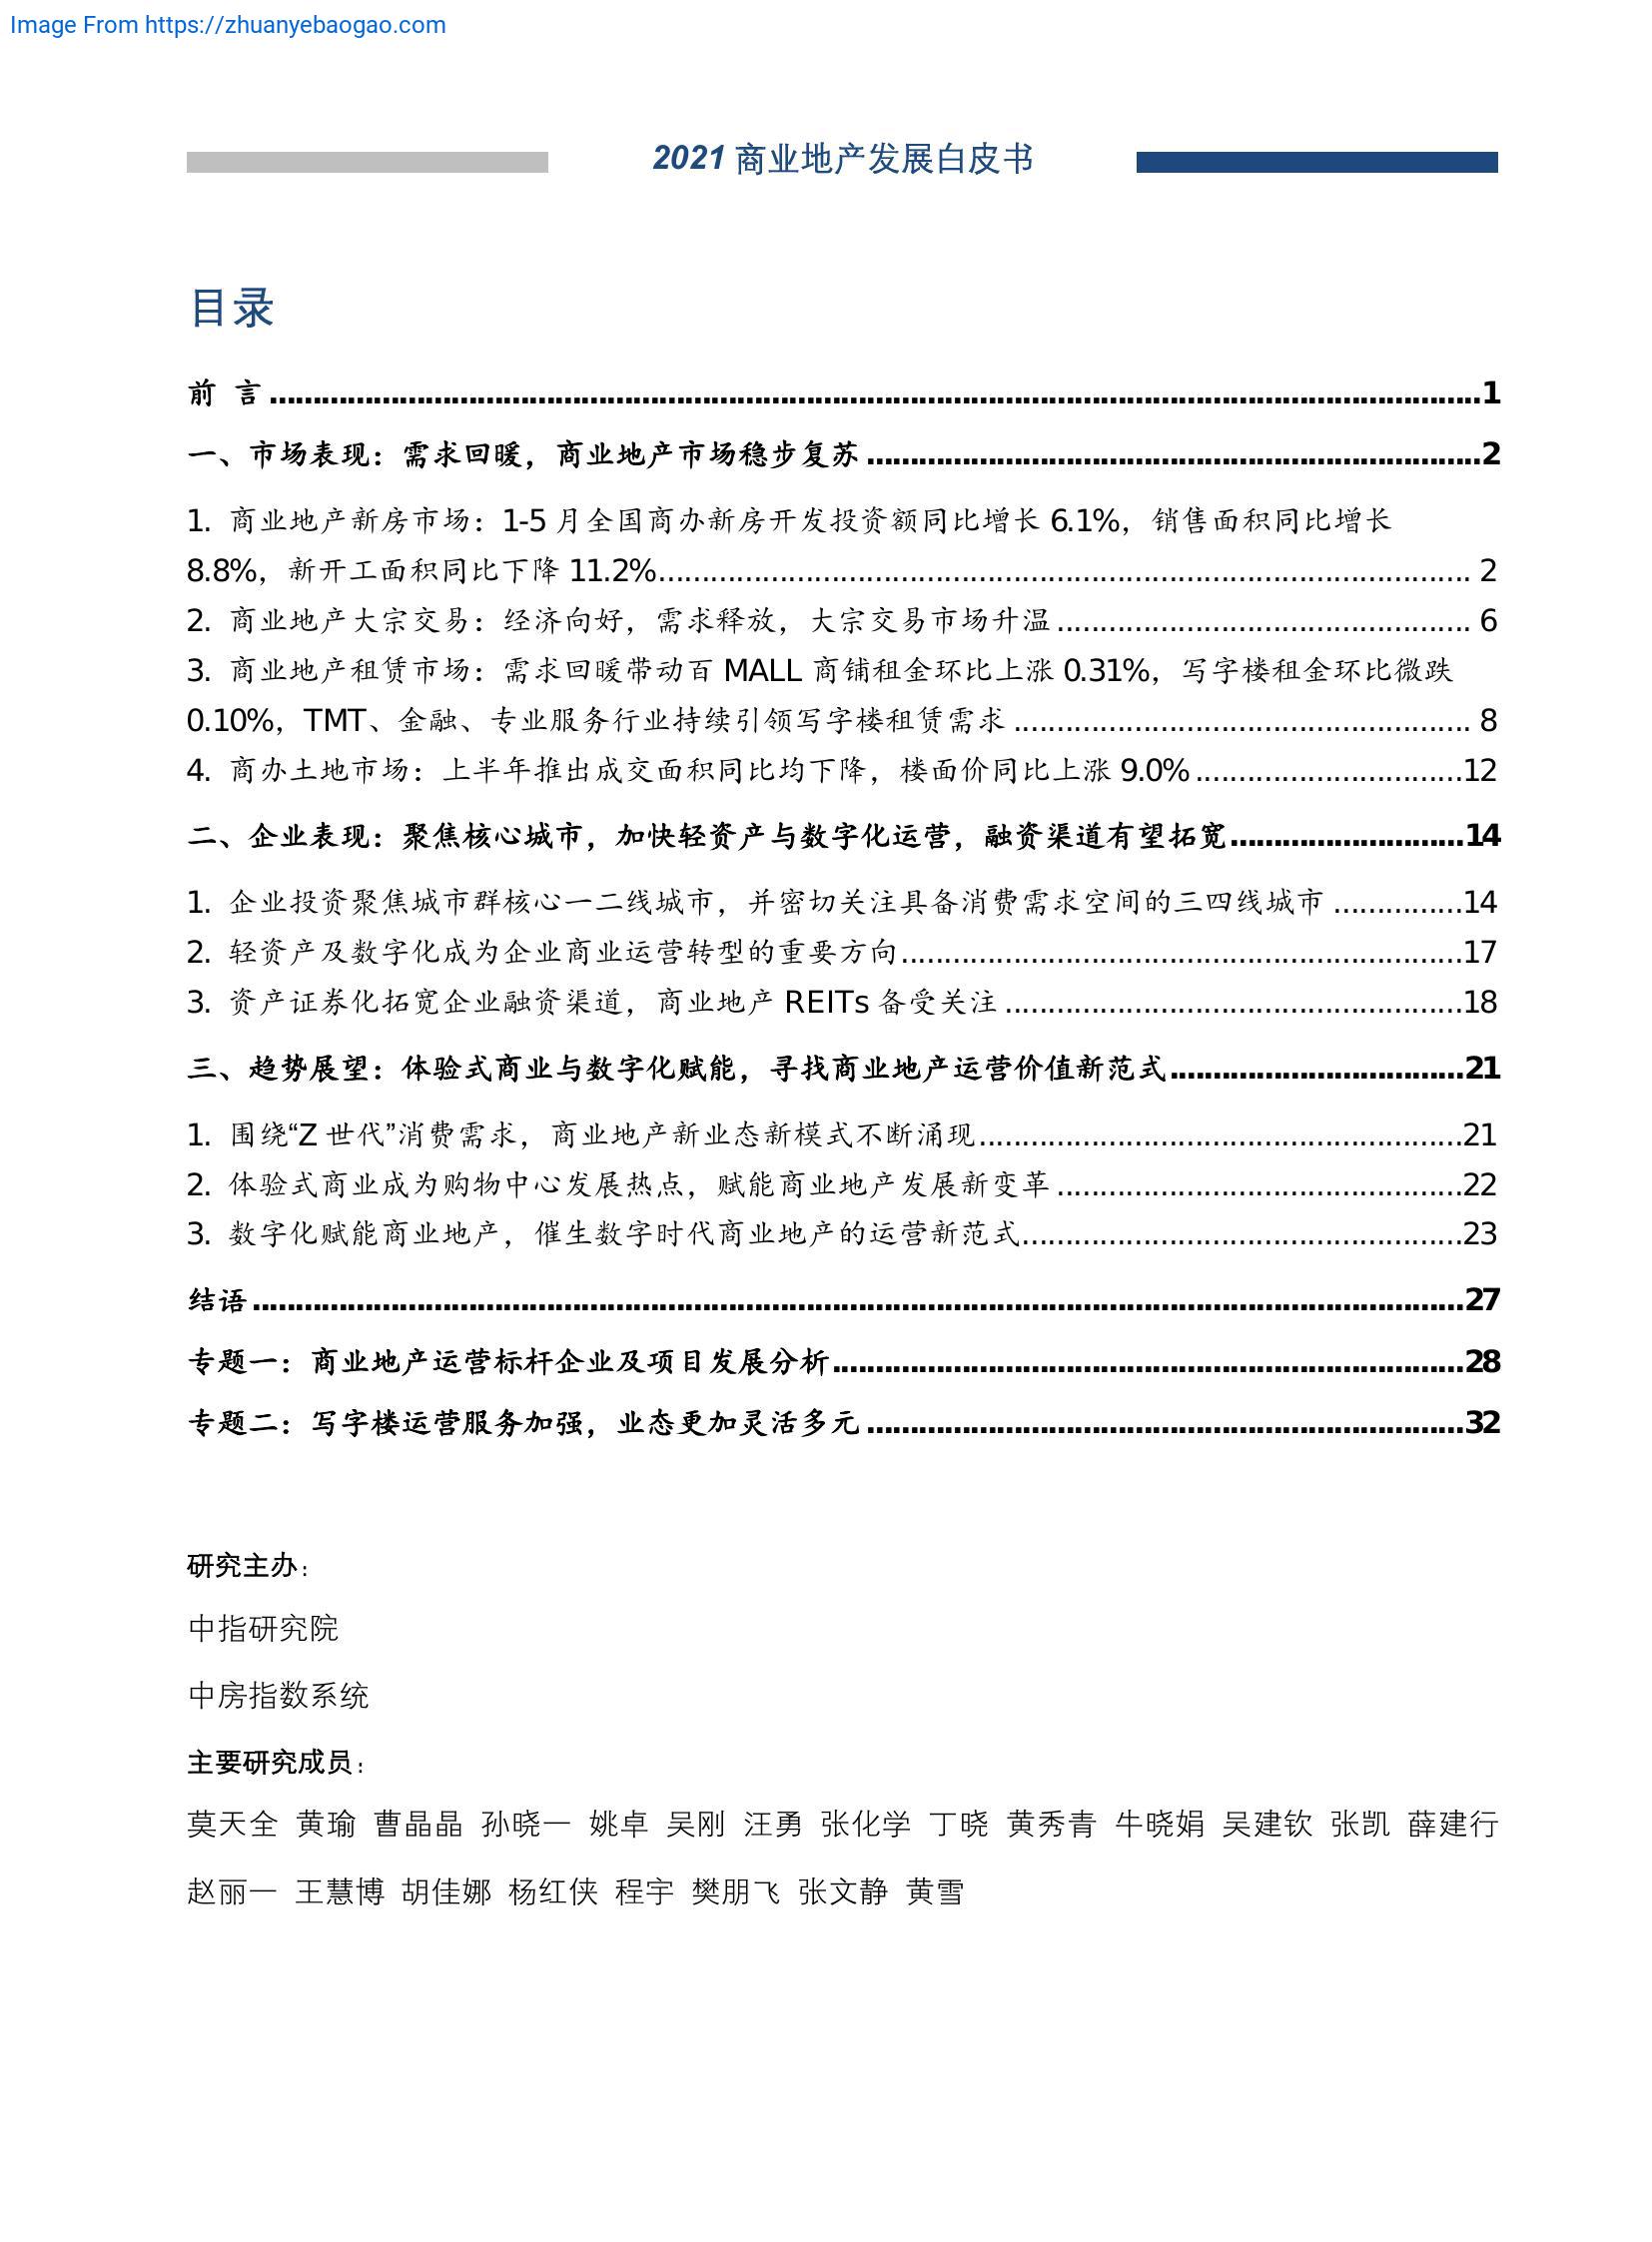 Image From https://zhuanyebaogao.com
2021 商业地产发展白皮书
目录
前 言........................................................................................................................................1
一、市场表现：需求回暖，商业地产市场稳步复苏.....................................................................2
1. 商业地产新房市场：1-5 月全国商办新房开发投资额同比增长 6.1%，销售面积同比增长
8.8%，新开工面积同比下降 11.2%............................................................................................ 2
2. 商业地产大宗交易：经济向好，需求释放，大宗交易市场升温............................................... 6
3. 商业地产租赁市场：需求回暖带动百 MALL 商铺租金环比上涨 0.31%，写字楼租金环比微跌
0.10%，TMT、金融、专业服务行业持续引领写字楼租赁需求.................................................... 8
4. 商办土地市场：上半年推出成交面积同比均下降，楼面价同比上涨 9.0%..............................12
二、企业表现：聚焦核心城市，加快轻资产与数字化运营，融资渠道有望拓宽..........................14
1. 企业投资聚焦城市群核心一二线城市，并密切关注具备消费需求空间的三四线城市...............14
2. 轻资产及数字化成为企业商业运营转型的重要方向................................................................17
3. 资产证券化拓宽企业融资渠道，商业地产 REITs 备受关注....................................................18
三、趋势展望：体验式商业与数字化赋能，寻找商业地产运营价值新范式.................................21
1. 围绕“Z 世代”消费需求，商业地产新业态新模式不断涌现.......................................................21
2. 体验式商业成为购物中心发展热点，赋能商业地产发展新变革..............................................22
3. 数字化赋能商业地产，催生数字时代商业地产的运营新范式..................................................23
结语........................................................................................................................................27
专题一：商业地产运营标杆企业及项目发展分析.......................................................................28
专题二：写字楼运营服务加强，业态更加灵活多元....................................................................32
研究主办：
中指研究院
中房指数系统
主要研究成员：
莫天全 黄瑜 曹晶晶 孙晓一 姚卓 吴刚 汪勇 张化学 丁晓 黄秀青 牛晓娟 吴建钦 张凯 薛建行
赵丽一 王慧博 胡佳娜 杨红侠 程宇 樊朋飞 张文静 黄雪